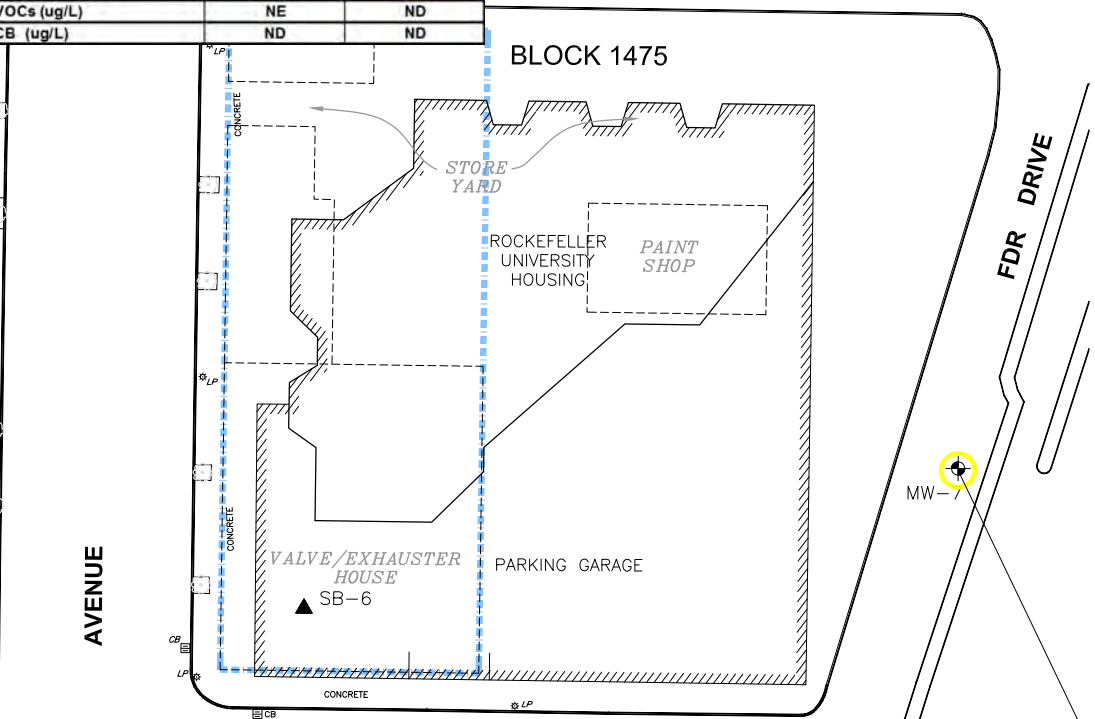 VOCs (ug/L) NE ND
CB (ug/L) ND ND
LP
BLOCK 1475
CONCRETE
STORE
YARD
FDR DRIVE
ROCKEFELLER
UNIVERSITY
HOUSING
PAINT
SHOP
LP
MW-7
CONCRETE
AVENUE
VALVE/EXHAUSTER
HOUSE
PARKING GARAGE
SB-6
CB
LP
CONCRETE
LP
CB